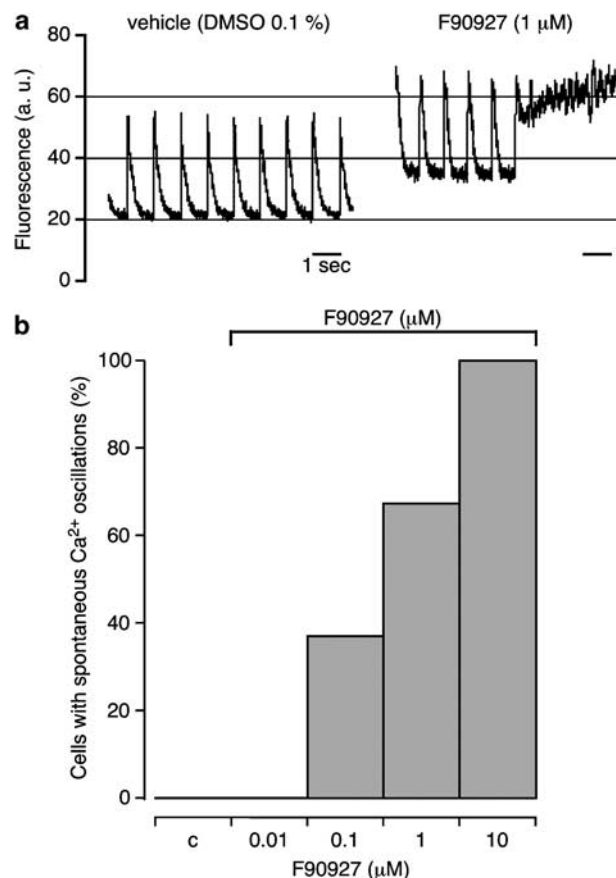 a
vehicle (DMSO 0.1 %)
F90927 (1 μM)
Fluorescence (a. u.)
80
60
40
20
0
1 sec
b
F90927 (μM)
Cells with spontaneous Ca²⁺ oscillations (%)
100
80
60
40
20
0
c 0.01 0.1 1 10
F90927 (μM)